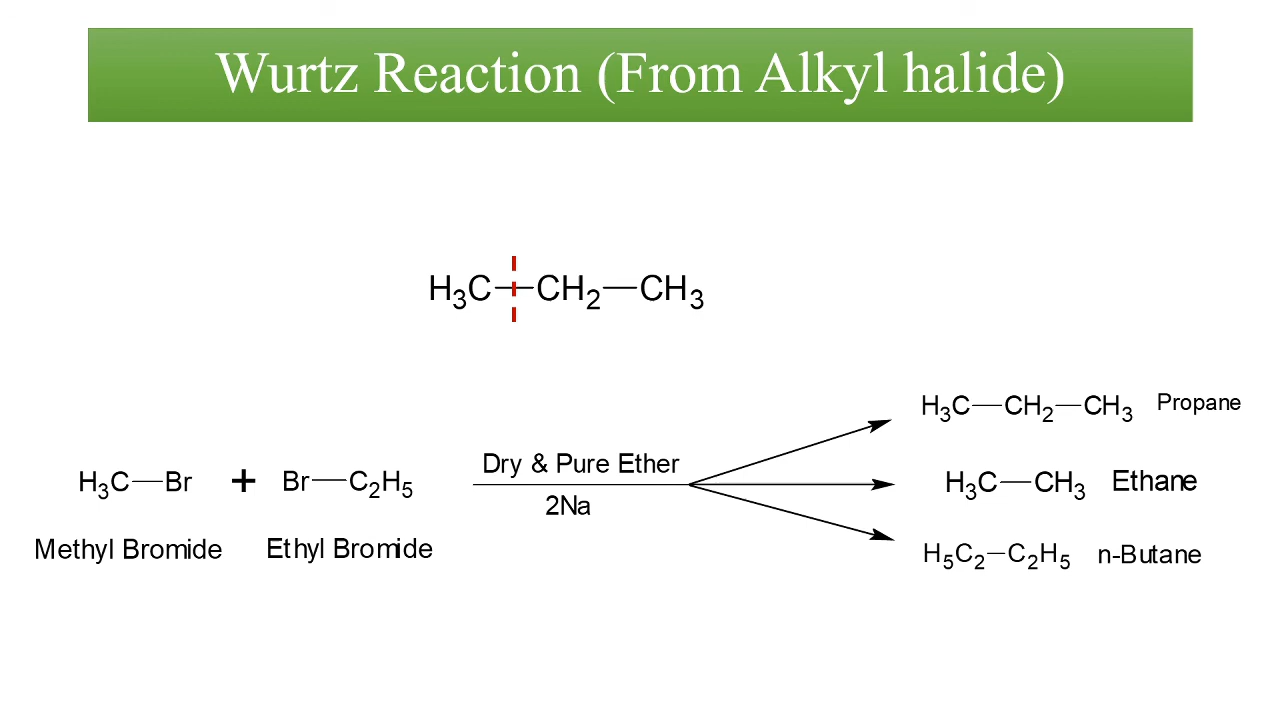 Wurtz Reaction (From Alkyl halide)
H₃C—CH₂—CH₃
H₃C—CH₂—CH₃ Propane
Dry & Pure Ether
H₃C—Br + Br—C₂H₅
2Na
H₃C—CH₃ Ethane
Methyl Bromide Ethyl Bromide
H₅C₂—C₂H₅ n-Butane